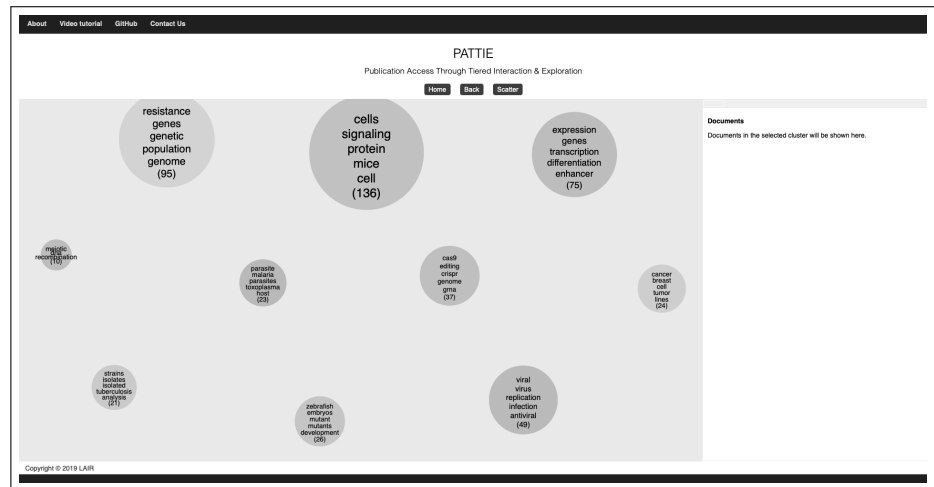 About Video tutorial GitHub Contact Us
PATTIE
Publication Access Through Tiered Interaction & Exploration
Home Back Scatter
resistance
genes
genetic
population
genome
(95)
cells
signaling
protein
mice
cell
(136)
expression
genes
transcription
differentiation
enhancer
(75)
Documents
Documents in the selected cluster will be shown here.
meiotic
dna
recombination
(10)
parasite
malaria
parasites
toxoplasma
host
(23)
cas9
editing
crispr
genome
grna
(37)
cancer
breast
cell
tumor
lines
(24)
strains
isolates
isolated
tuberculosis
analysis
(21)
zebrafish
embryos
mutant
mutants
development
(26)
viral
virus
replication
infection
antiviral
(49)
Copyright © 2019 LAIR